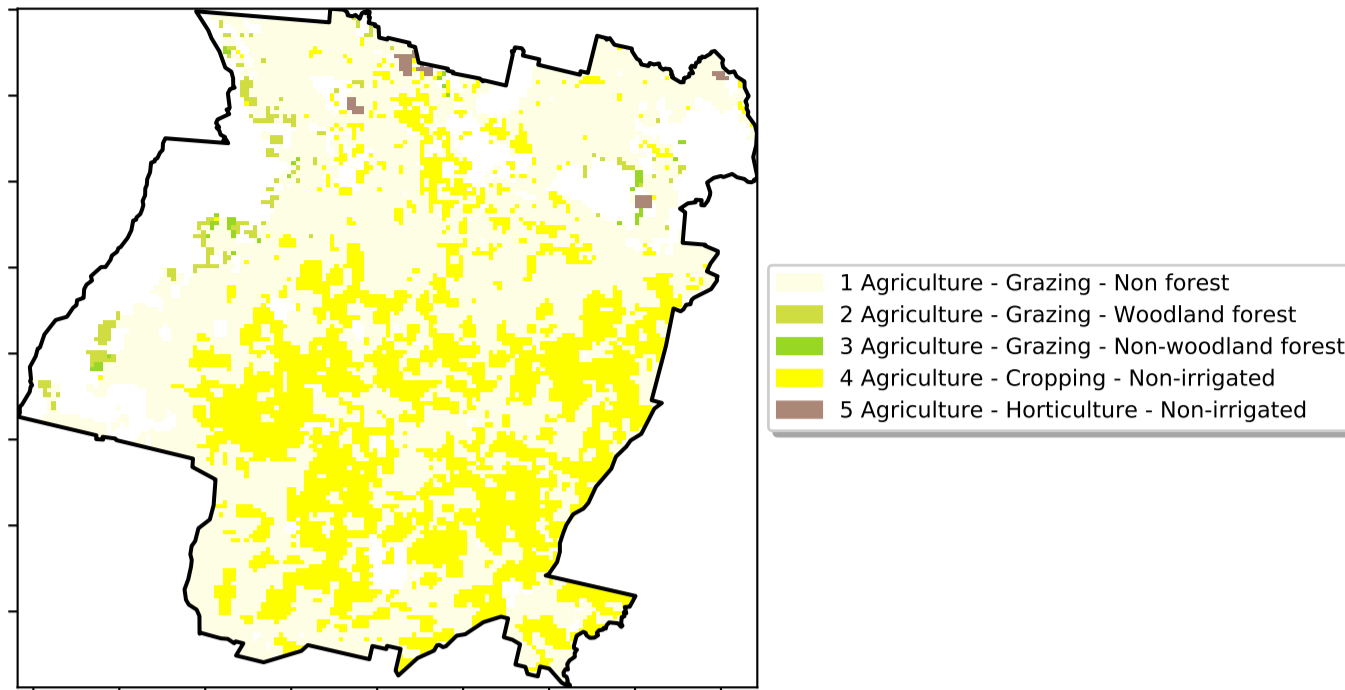 1 Agriculture - Grazing - Non forest
2 Agriculture - Grazing - Woodland forest
3 Agriculture - Grazing - Non-woodland forest
4 Agriculture - Cropping - Non-irrigated
5 Agriculture - Horticulture - Non-irrigated